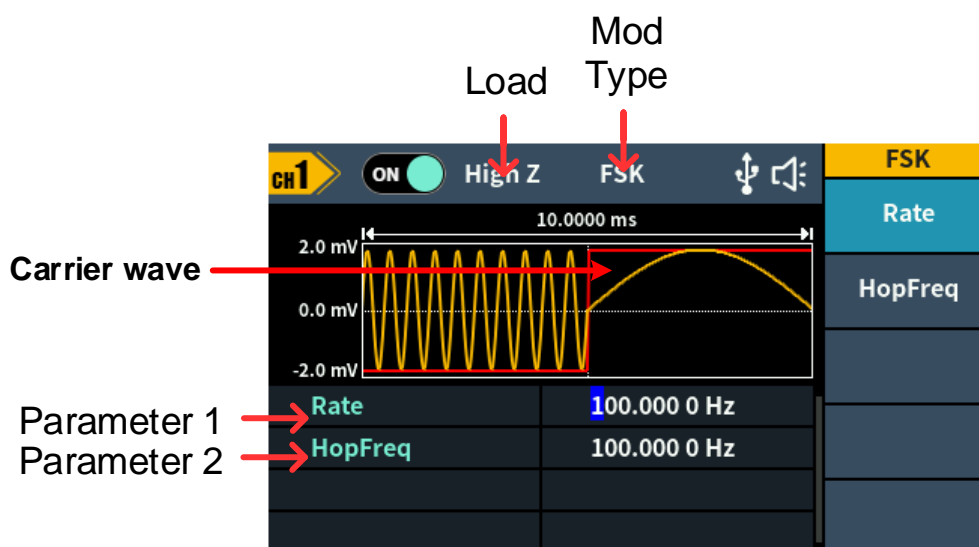 Mod
Type
Load
CH1 ON High Z FSK
FSK
Rate
HopFreq
10.0000 ms
2.0 mV
0.0 mV
-2.0 mV
Carrier wave
Parameter 1
Parameter 2
Rate 100.000 0 Hz
HopFreq 100.000 0 Hz